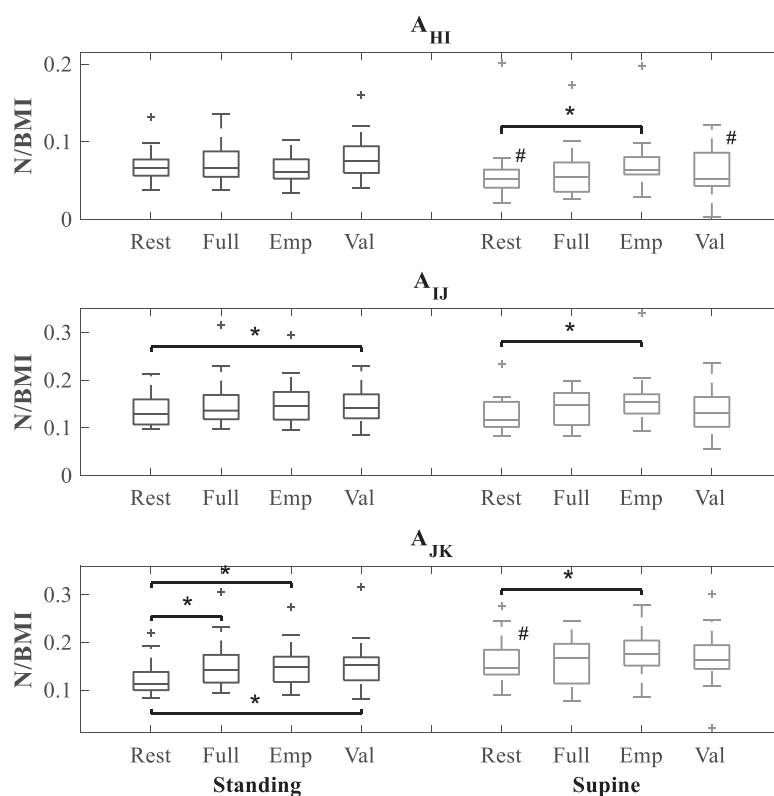 A_HI
N/BMI
0.2
0.1
0
*
#
#
Rest Full Emp Val Rest Full Emp Val
A_IJ
N/BMI
0.3
0.2
0.1
0
*
*
Rest Full Emp Val Rest Full Emp Val
A_JK
N/BMI
0.3
0.2
0.1
*
*
*
*
#
Rest Full Emp Val Rest Full Emp Val
Standing Supine